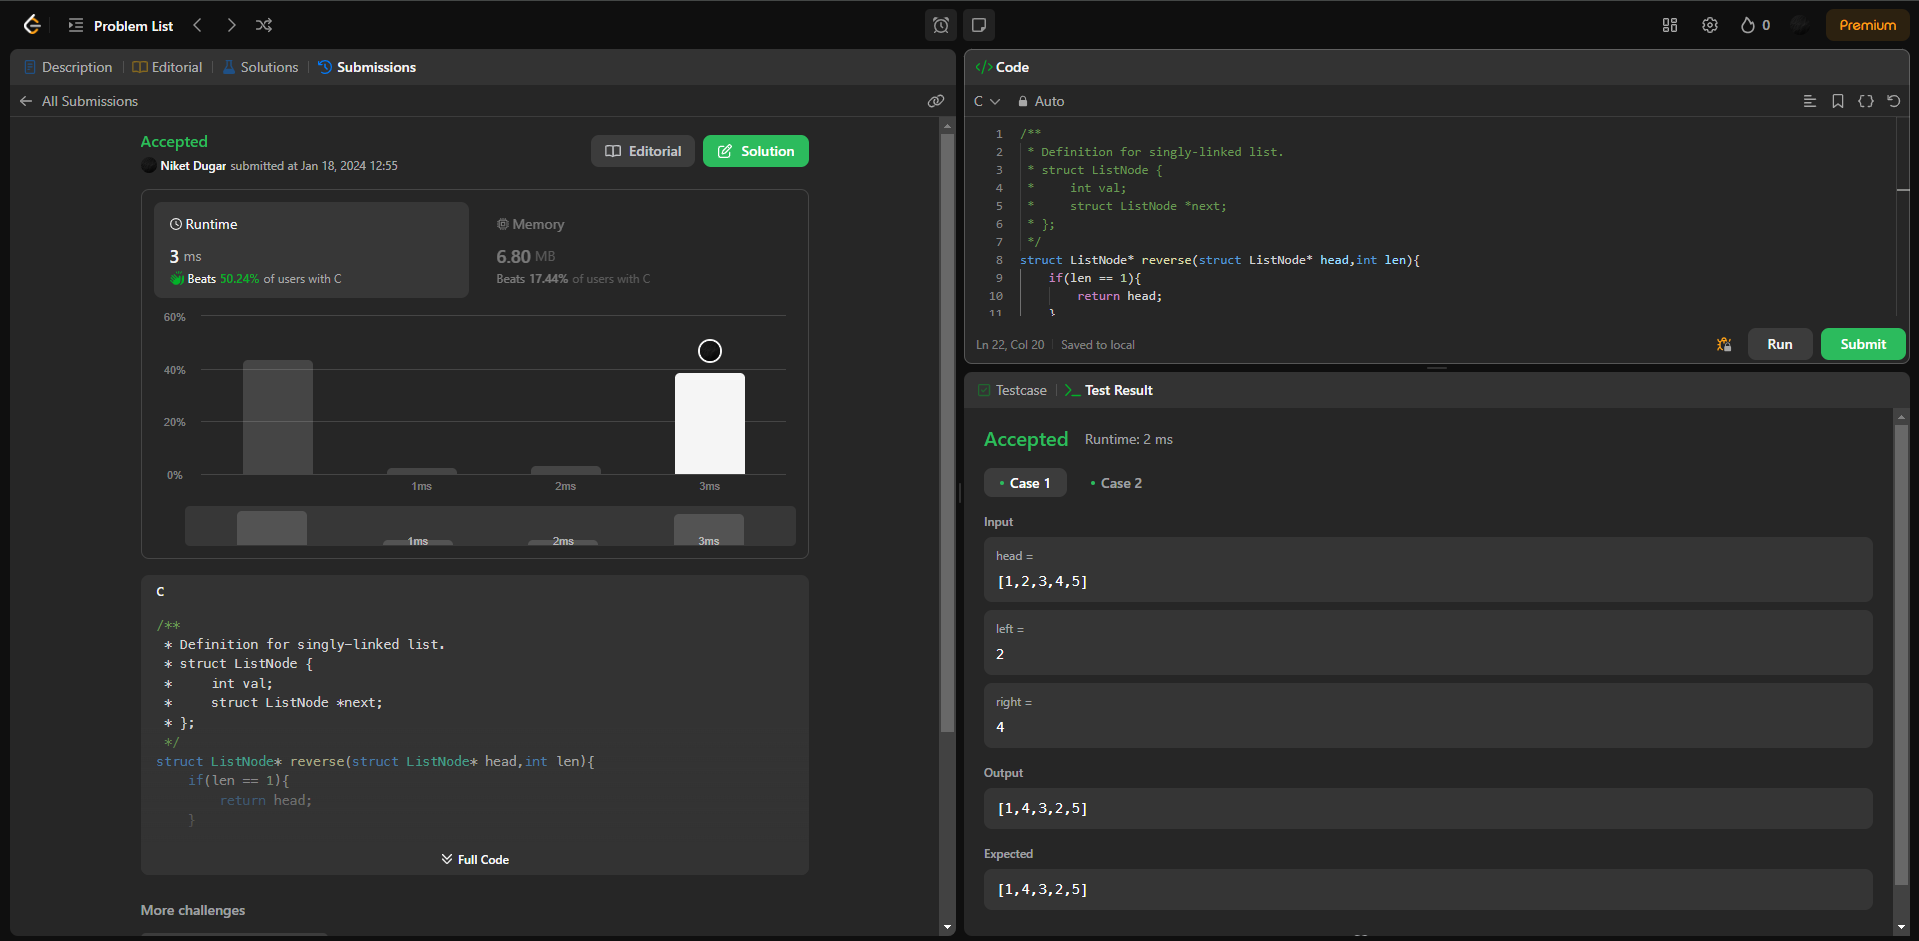 Problem List
0
Premium
Description
Editorial
Solutions
Submissions
All Submissions
Accepted
Niket Dugar submitted at Jan 18, 2024 12:55
Editorial
Solution
Runtime
3 ms
Beats 50.24% of users with C
Memory
6.80 MB
Beats 17.44% of users with C
60%
40%
20%
0%
1ms
2ms
3ms
1ms
2ms
3ms
C
/**
 * Definition for singly-linked list.
 * struct ListNode {
 *     int val;
 *     struct ListNode *next;
 * };
 */
struct ListNode* reverse(struct ListNode* head,int len){
    if(len == 1){
        return head;
    }
Full Code
More challenges
</> Code
C
Auto
1 /**
2  * Definition for singly-linked list.
3  * struct ListNode {
4  *     int val;
5  *     struct ListNode *next;
6  * };
7  */
8 struct ListNode* reverse(struct ListNode* head,int len){
9     if(len == 1){
10         return head;
11     }
Ln 22, Col 20
Saved to local
Run
Submit
Testcase
>_ Test Result
Accepted
Runtime: 2 ms
• Case 1
• Case 2
Input
head =
[1,2,3,4,5]
left =
2
right =
4
Output
[1,4,3,2,5]
Expected
[1,4,3,2,5]